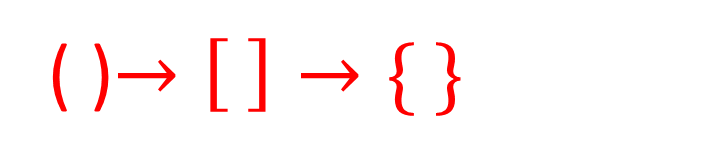 ( )→ [ ] → { }